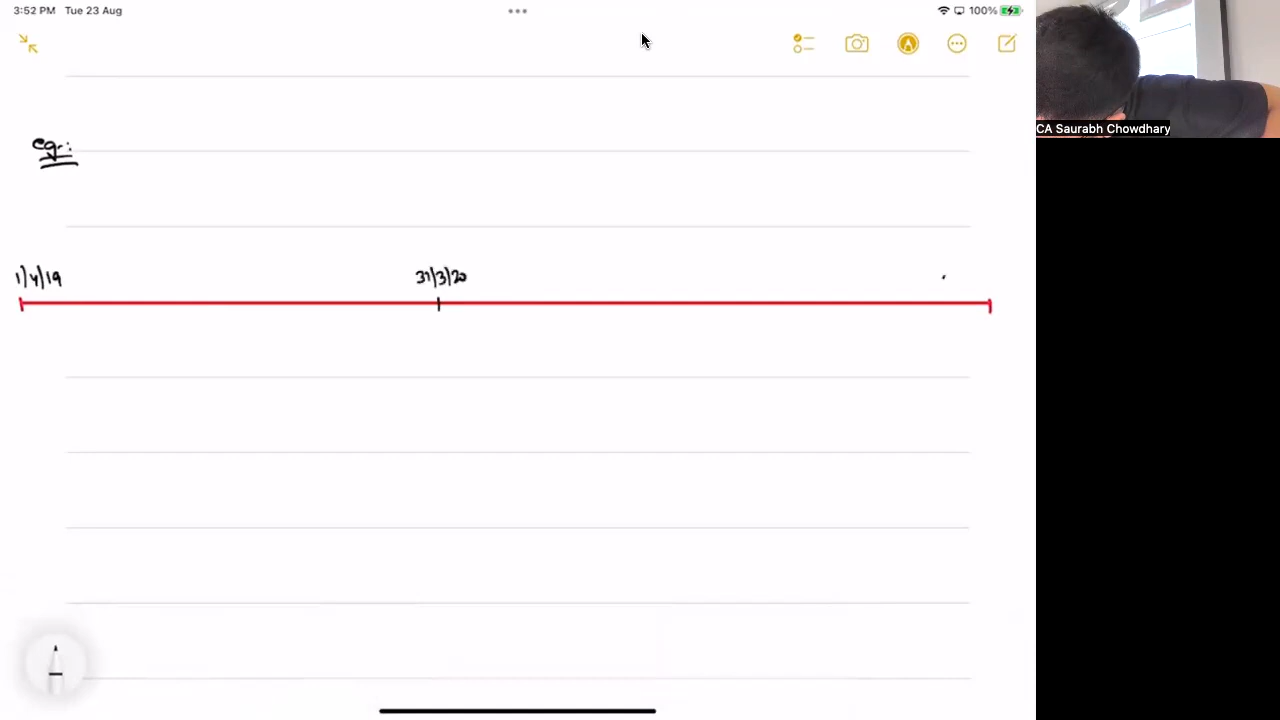 3:52 PM Tue 23 Aug
100%
CA Saurabh Chowdhary
eg:
1/4/19
31/3/20